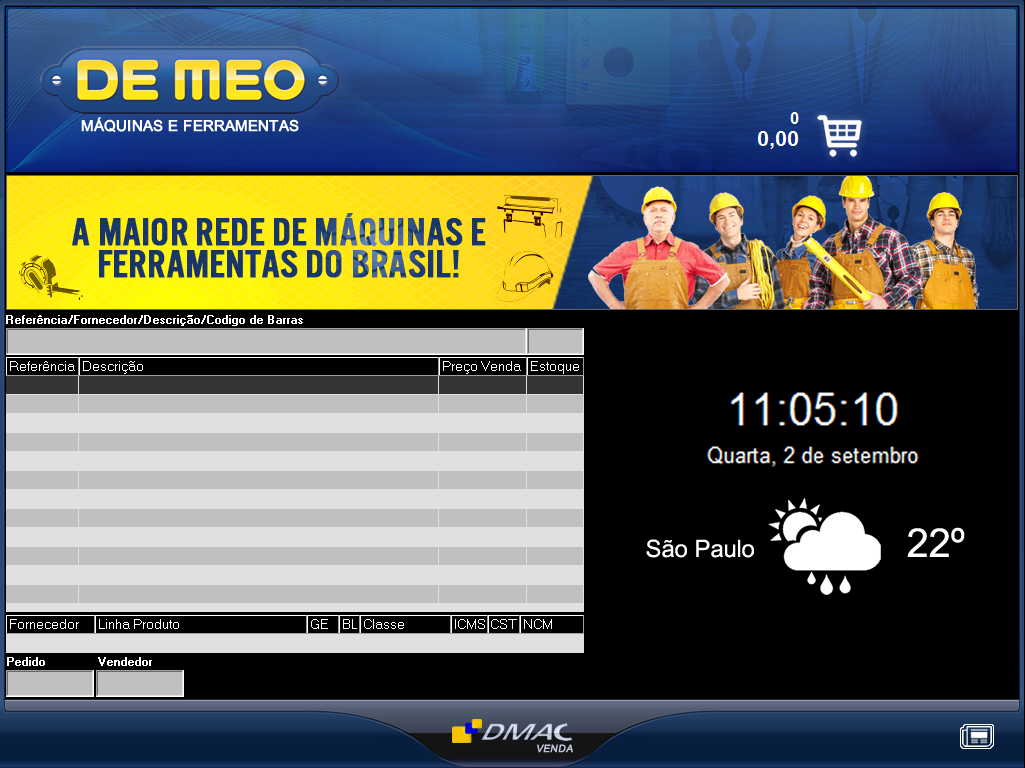 DE MEO
MÁQUINAS E FERRAMENTAS
0
0,00
A MAIOR REDE DE MÁQUINAS E
FERRAMENTAS DO BRASIL!
Referência/Fornecedor/Descrição/Codigo de Barras
Referência Descrição Preço Venda Estoque
11:05:10
Quarta, 2 de setembro
São Paulo 22º
Fornecedor Linha Produto GE BL Classe ICMS CST NCM
Pedido Vendedor
DMAC
VENDA